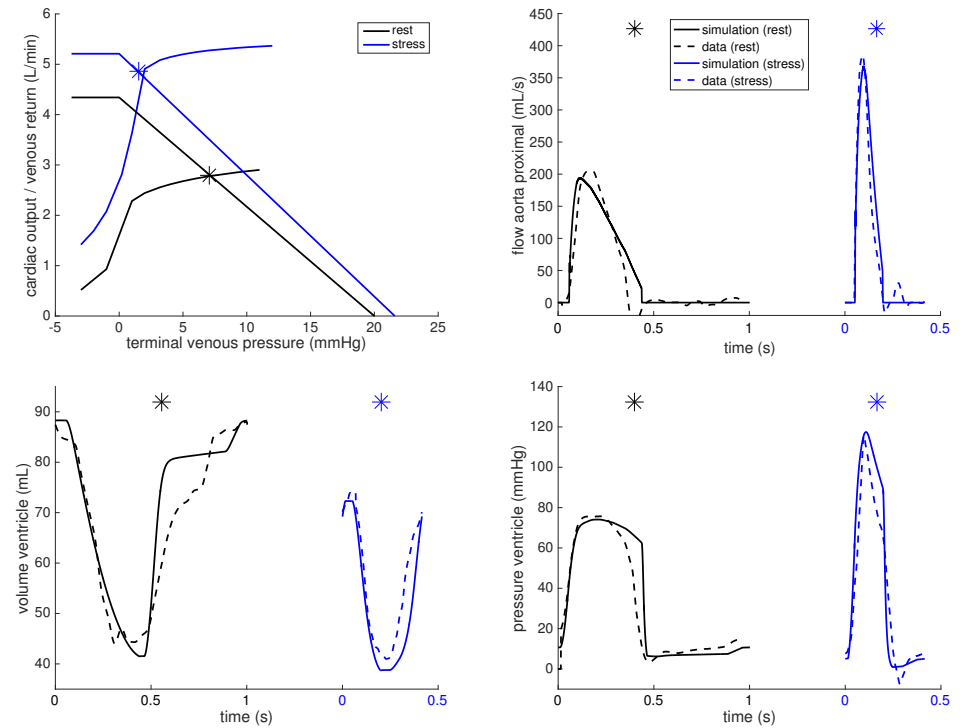 cardiac output / venous return (L/min)
6
5
4
3
2
1
0
-5 0 5 10 15 20 25
terminal venous pressure (mmHg)
rest
stress
flow aorta proximal (mL/s)
450
400
350
300
250
200
150
100
50
0
0 0.5 1 0 0.5
time (s)
simulation (rest)
data (rest)
simulation (stress)
data (stress)
volume ventricle (mL)
90
80
70
60
50
40
0 0.5 1 0 0.5
time (s)
pressure ventricle (mmHg)
140
120
100
80
60
40
20
0
0 0.5 1 0 0.5
time (s)